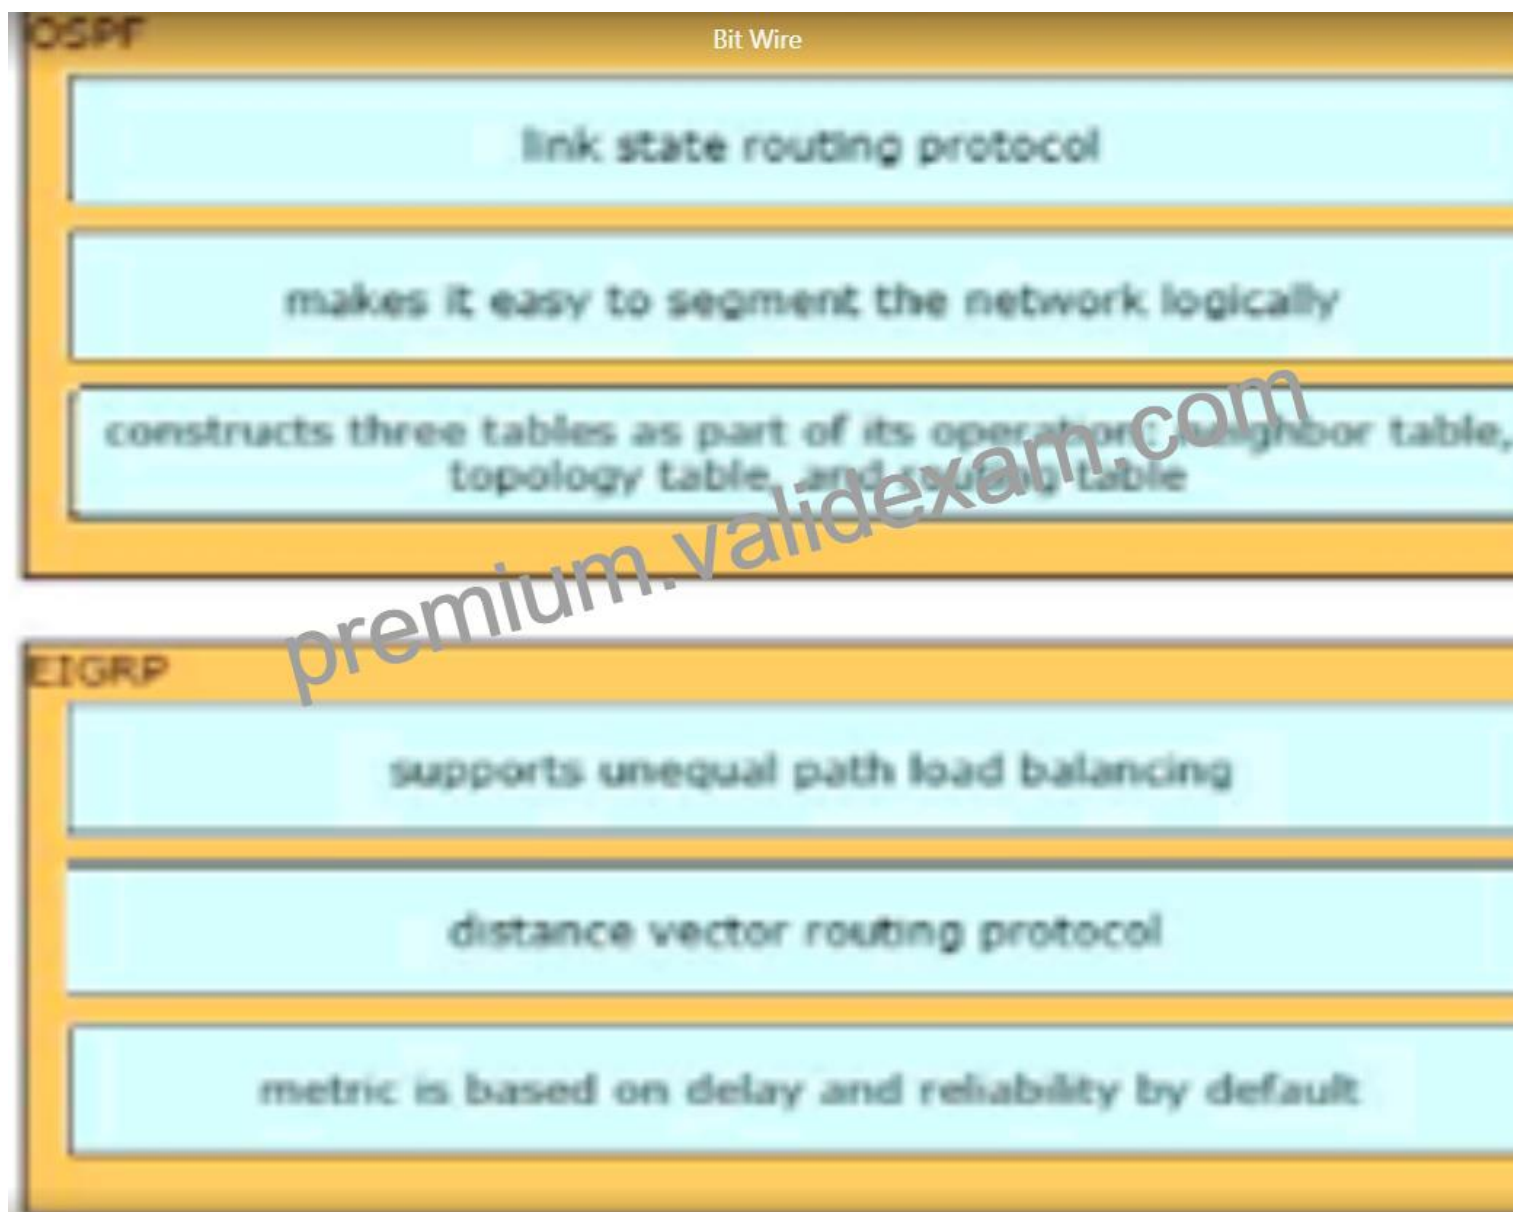 OSPF
Bit Wire
link state routing protocol
makes it easy to segment the network logically
constructs three tables as part of its operation: neighbor table,
topology table, and routing table
premium.validexam.com
EIGRP
supports unequal path load balancing
distance vector routing protocol
metric is based on delay and reliability by default